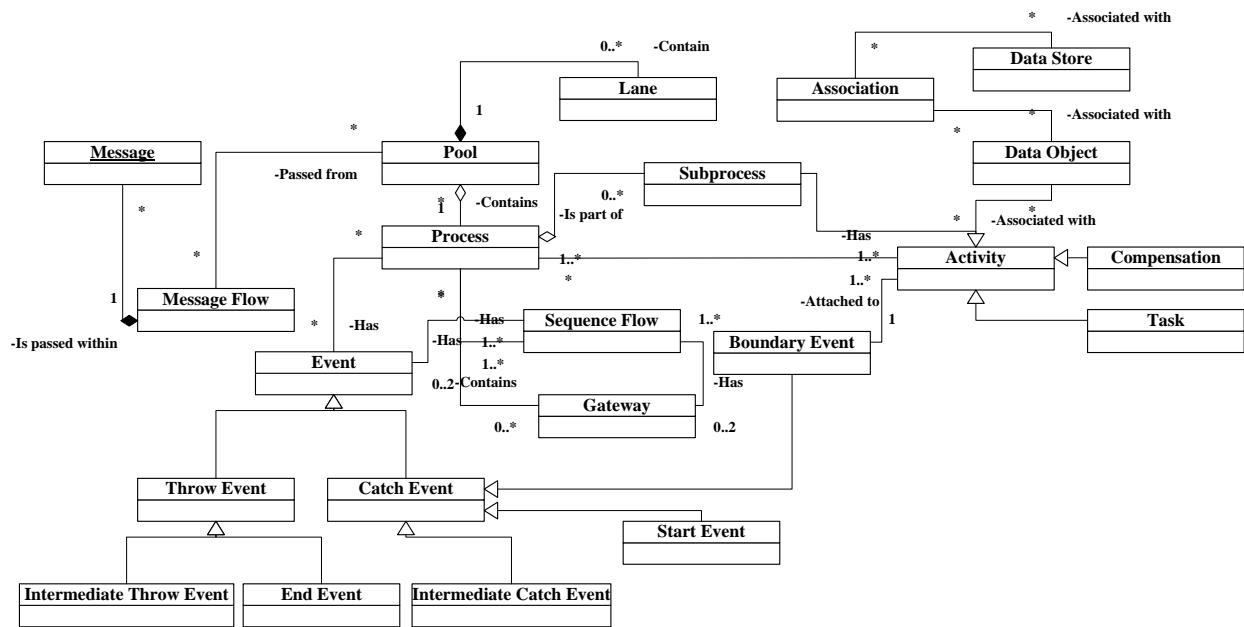 * -Associated with
0..* -Contain
*
Data Store
Lane
Association
1
*
* -Associated with
*
Message
Pool
Data Object
-Passed from
Subprocess
* -Contains
0..*
1
*
-Is part of
*
*
-Associated with
*
Process
-Has
*
1..*
1..*
Activity
Compensation
*
*
1..*
Message Flow
*
-Attached to
1
1
-Has
-Has
Sequence Flow
1..*
Task
*
-Is passed within
-Has
1..*
Boundary Event
Event
1..*
0..2
-Contains
-Has
Gateway
0..*
0..2
Throw Event
Catch Event
Start Event
Intermediate Throw Event
End Event
Intermediate Catch Event